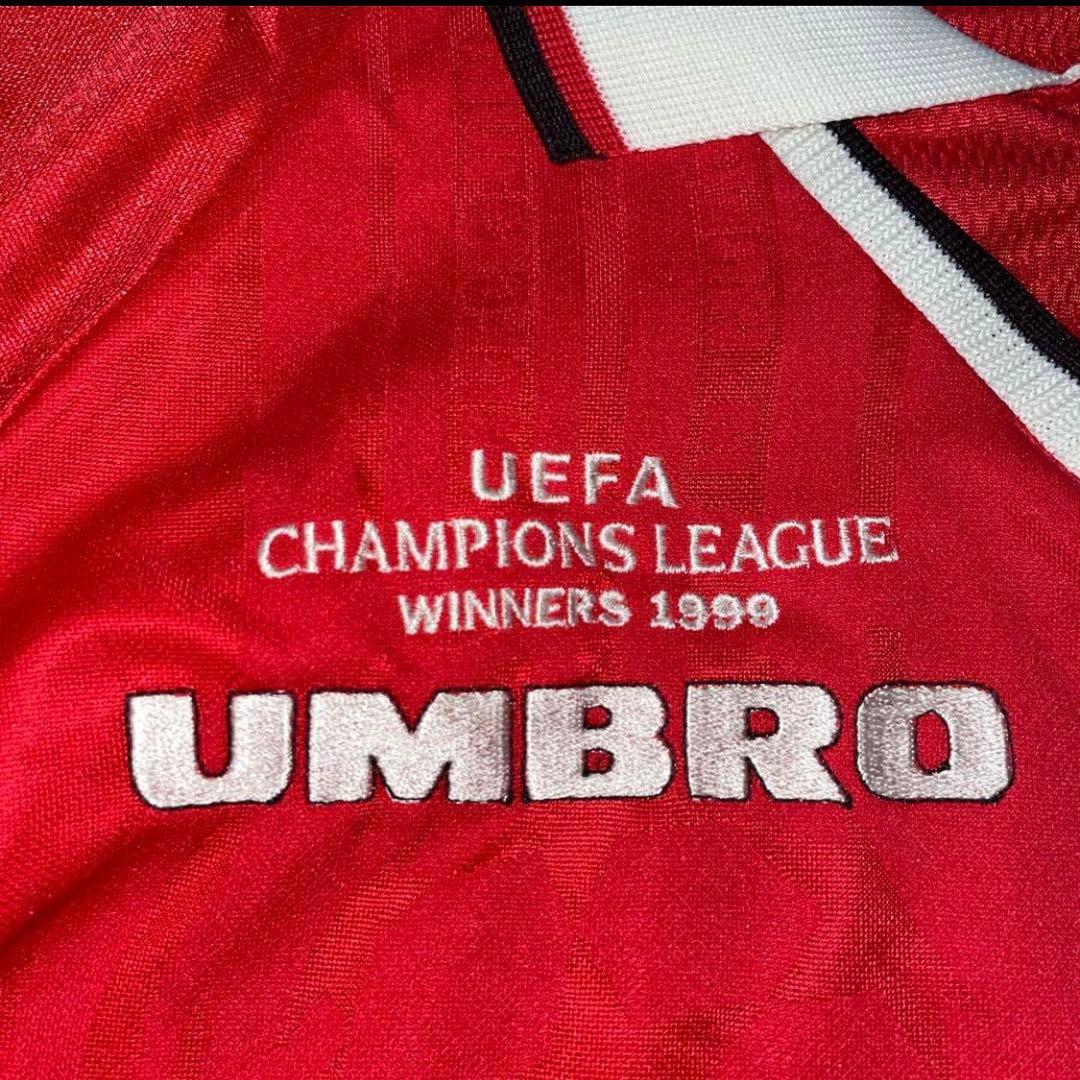 UEFA
CHAMPIONS LEAGUE
WINNERS 1999
UMBRO